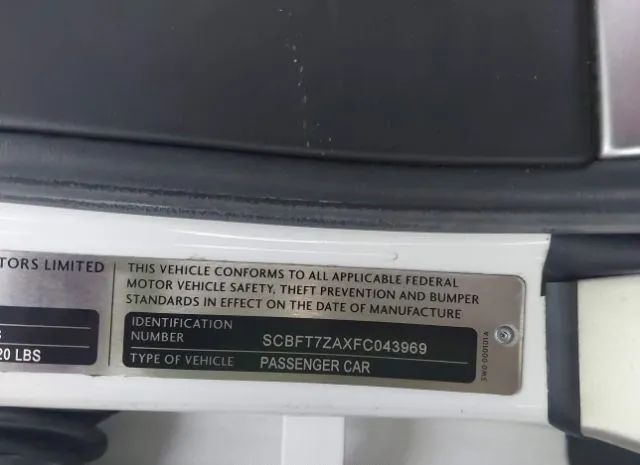 TORS LIMITED
20 LBS
THIS VEHICLE CONFORMS TO ALL APPLICABLE FEDERAL
MOTOR VEHICLE SAFETY, THEFT PREVENTION AND BUMPER
STANDARDS IN EFFECT ON THE DATE OF MANUFACTURE
IDENTIFICATION
NUMBER SCBFT7ZAXFC043969
TYPE OF VEHICLE PASSENGER CAR